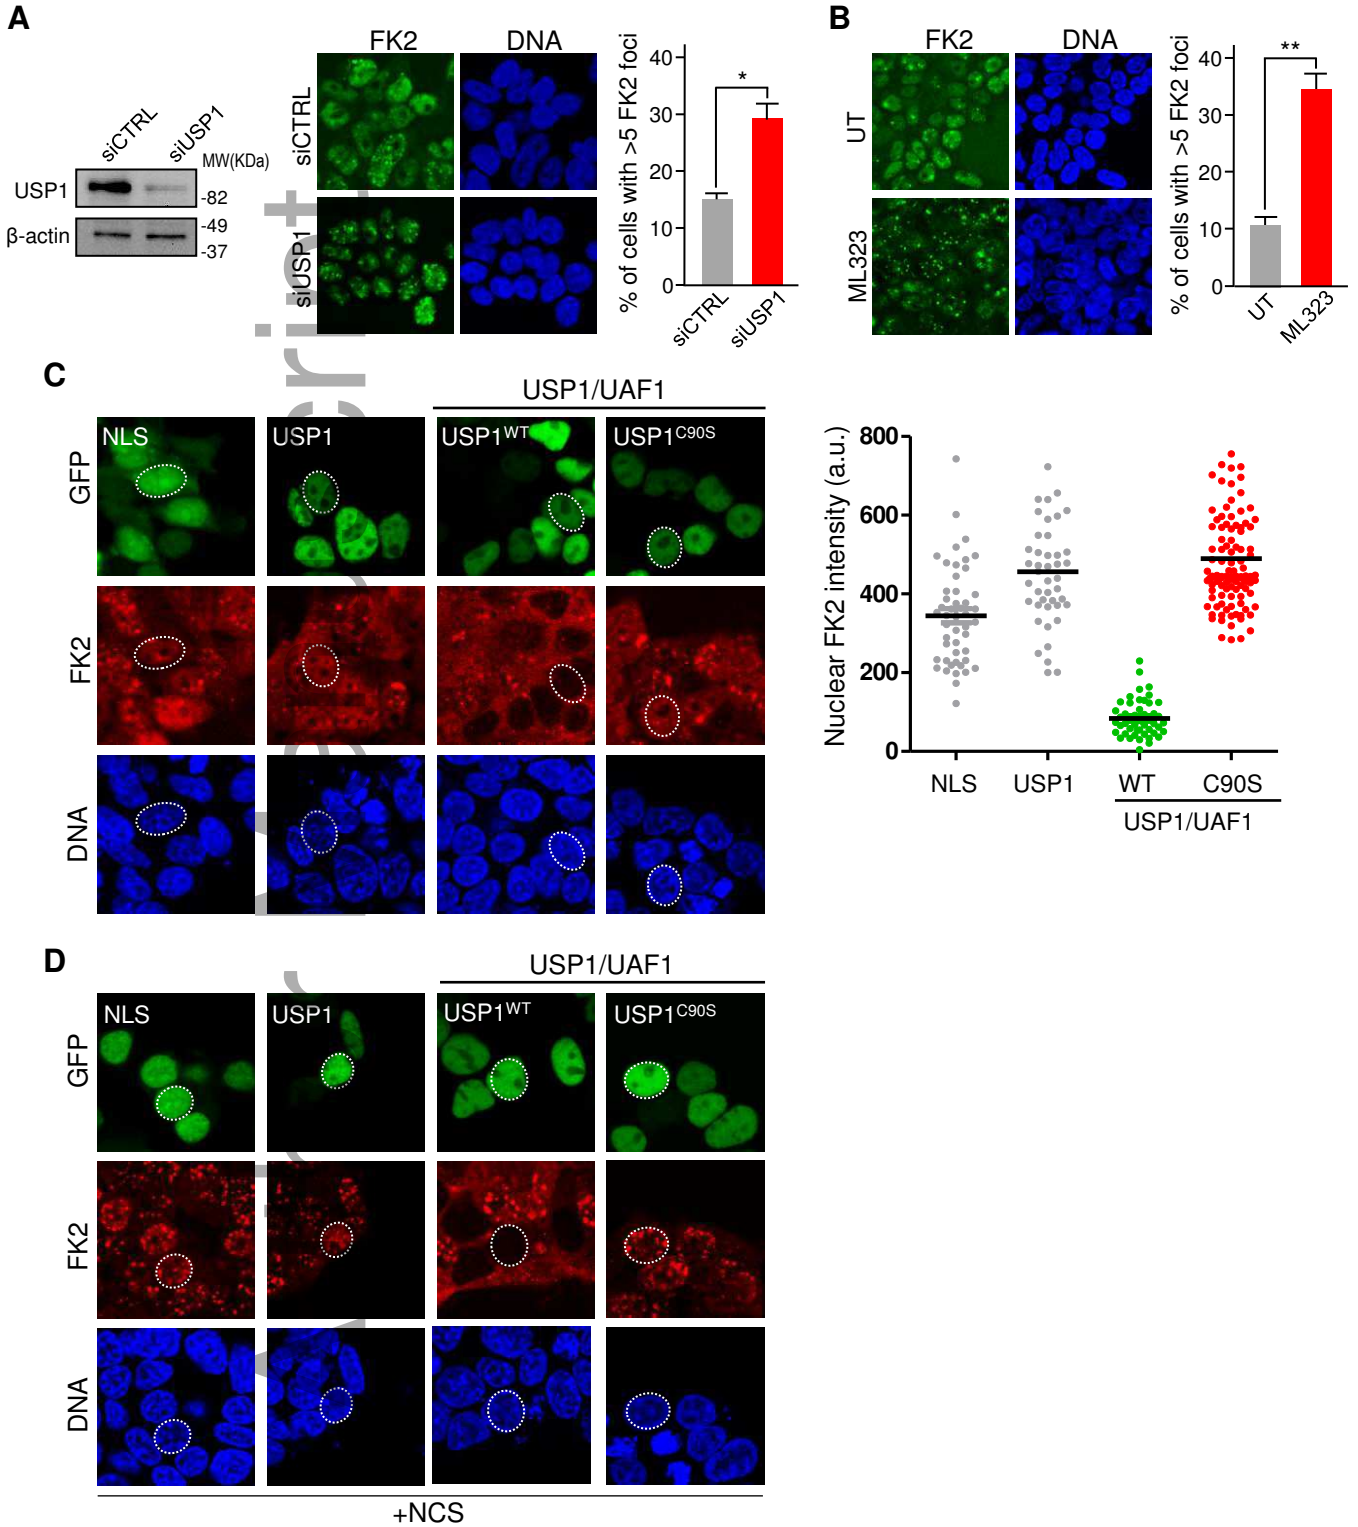 A
siCTRL
siUSP1
MW(KDa)
USP1
-82
β-actin
-49
-37
FK2
DNA
siCTRL
siUSP1
% of cells with >5 FK2 foci
40
30
20
10
0
*
siCTRL
siUSP1
B
FK2
DNA
UT
ML323
% of cells with >5 FK2 foci
40
30
20
10
0
**
UT
ML323
C
USP1/UAF1
NLS
USP1
USP1WT
USP1C90S
GFP
FK2
DNA
Nuclear FK2 intensity (a.u.)
800
600
400
200
0
NLS
USP1
WT
C90S
USP1/UAF1
D
USP1/UAF1
NLS
USP1
USP1WT
USP1C90S
GFP
FK2
DNA
+NCS